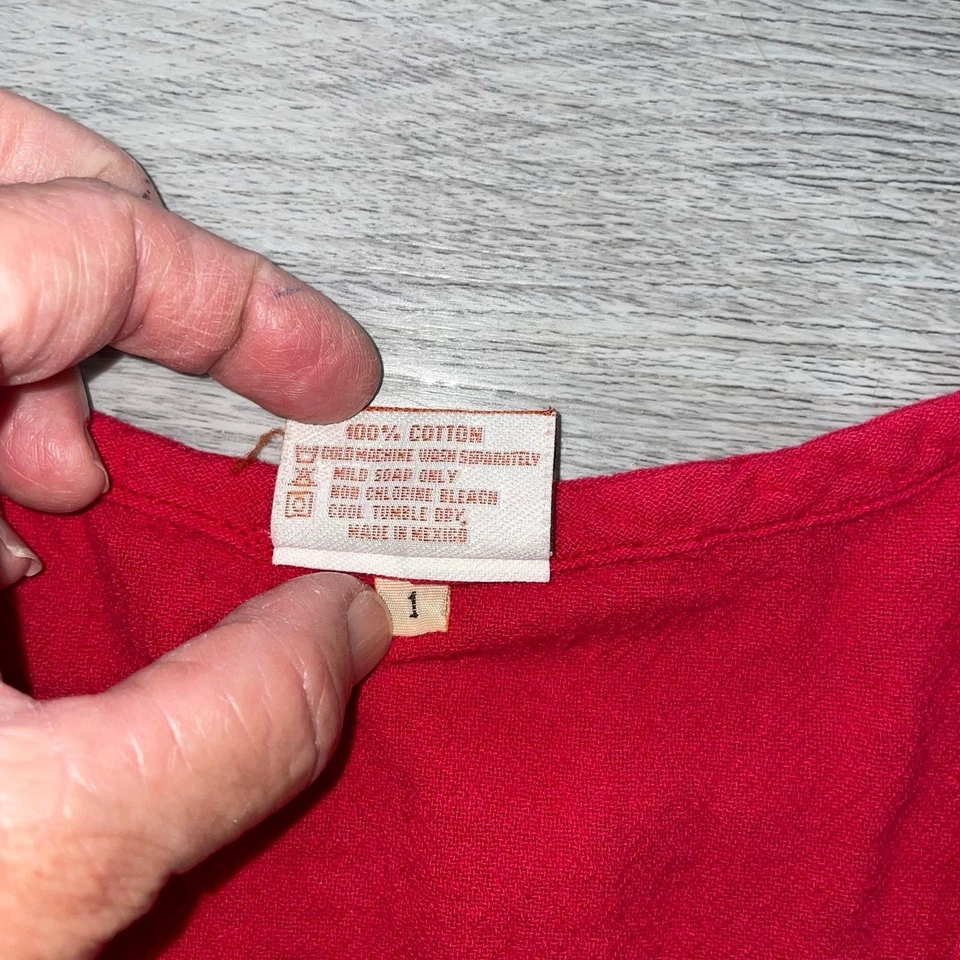 100% COTTON
COLD MACHINE WASH SEPARATELY
MILD SOAP ONLY
NON CHLORINE BLEACH
COOL TUMBLE DRY,
MADE IN MEXICO
1